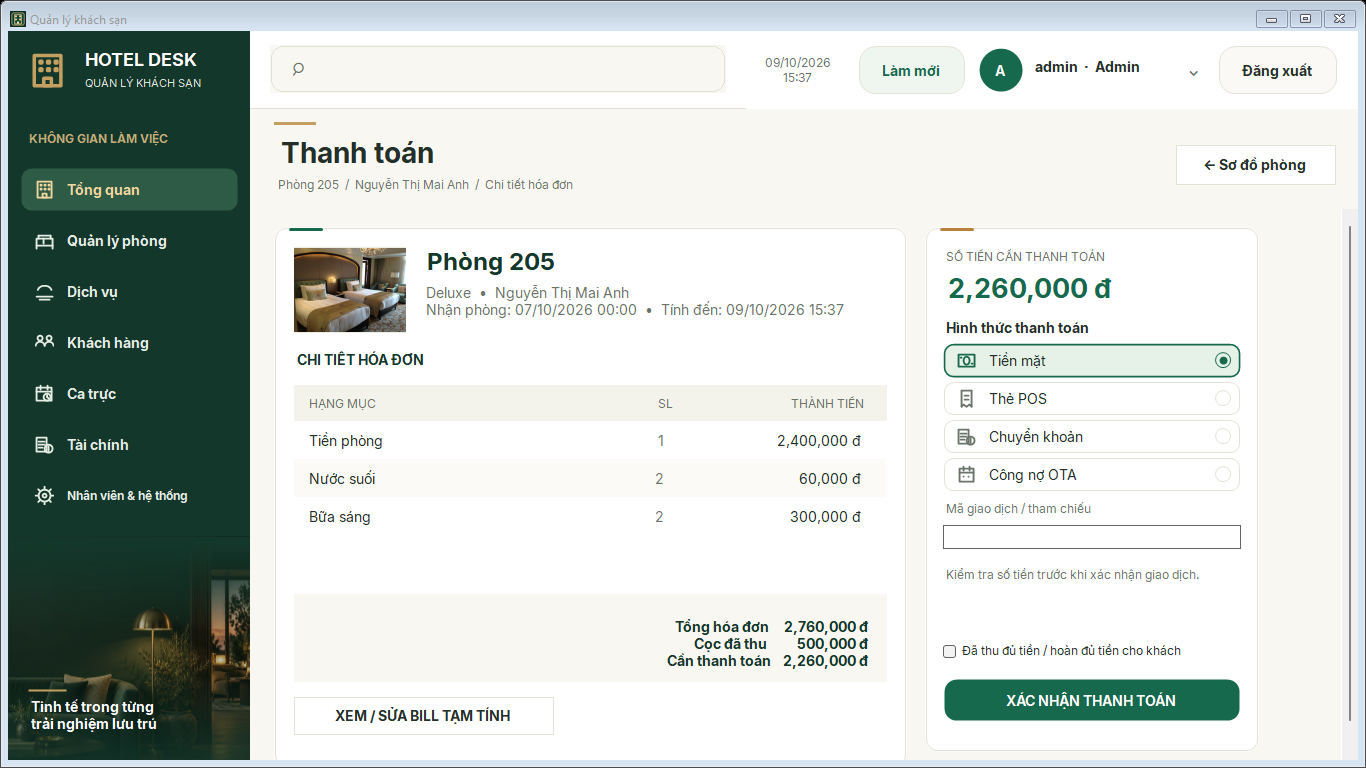 Quản lý khách sạn
HOTEL DESK
QUẢN LÝ KHÁCH SẠN
09/10/2026
15:37
Làm mới
A
admin · Admin
Đăng xuất
KHÔNG GIAN LÀM VIỆC
Tổng quan
Quản lý phòng
Dịch vụ
Khách hàng
Ca trực
Tài chính
Nhân viên & hệ thống
Tinh tế trong từng
trải nghiệm lưu trú
Thanh toán
Phòng 205 / Nguyễn Thị Mai Anh / Chi tiết hóa đơn
← Sơ đồ phòng
Phòng 205
Deluxe • Nguyễn Thị Mai Anh
Nhận phòng: 07/10/2026 00:00 • Tính đến: 09/10/2026 15:37
CHI TIẾT HÓA ĐƠN
HẠNG MỤC SL THÀNH TIỀN
Tiền phòng 1 2,400,000 đ
Nước suối 2 60,000 đ
Bữa sáng 2 300,000 đ
Tổng hóa đơn 2,760,000 đ
Cọc đã thu 500,000 đ
Cần thanh toán 2,260,000 đ
XEM / SỬA BILL TẠM TÍNH
SỐ TIỀN CẦN THANH TOÁN
2,260,000 đ
Hình thức thanh toán
Tiền mặt
Thẻ POS
Chuyển khoản
Công nợ OTA
Mã giao dịch / tham chiếu
Kiểm tra số tiền trước khi xác nhận giao dịch.
Đã thu đủ tiền / hoàn đủ tiền cho khách
XÁC NHẬN THANH TOÁN